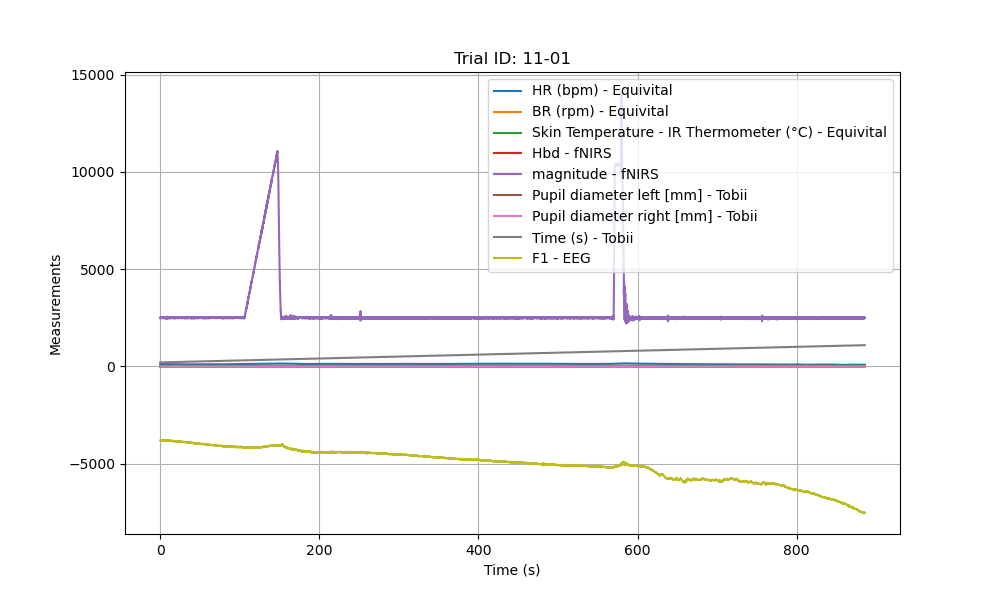 Trial ID: 11-01
15000
10000
5000
0
−5000
Measurements
HR (bpm) - Equivital
BR (rpm) - Equivital
Skin Temperature - IR Thermometer (°C) - Equivital
Hbd - fNIRS
magnitude - fNIRS
Pupil diameter left [mm] - Tobii
Pupil diameter right [mm] - Tobii
Time (s) - Tobii
F1 - EEG
0 200 400 600 800
Time (s)